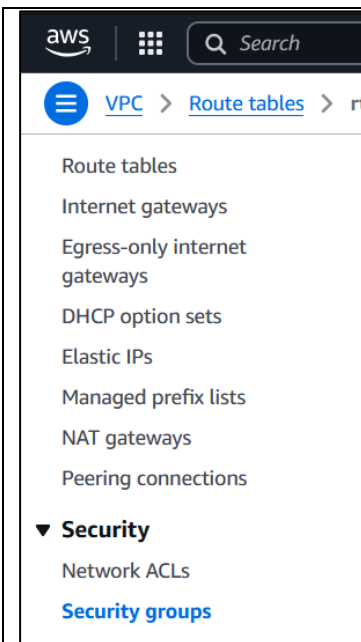 aws Search
VPC > Route tables >
Route tables
Internet gateways
Egress-only internet
gateways
DHCP option sets
Elastic IPs
Managed prefix lists
NAT gateways
Peering connections
Security
Network ACLs
Security groups